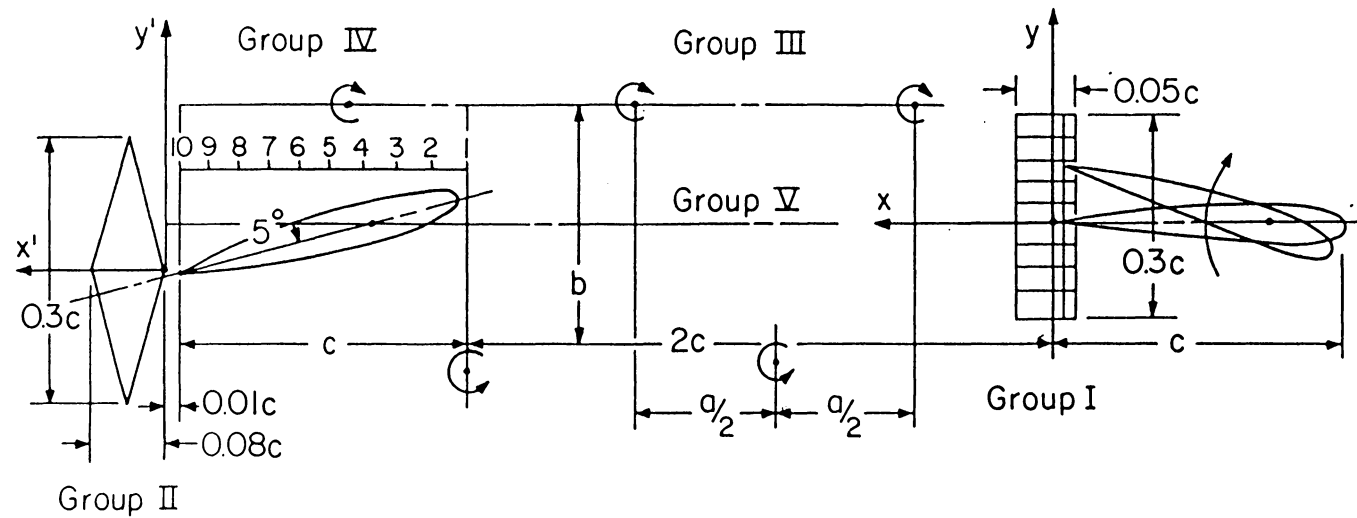 y'
Group IV
Group III
y
0.05c
10 9 8 7 6 5 4 3 2
5°
Group V
x
x'
0.3c
0.3c
b
c
2c
c
0.01c
a/2
a/2
Group I
0.08c
Group II